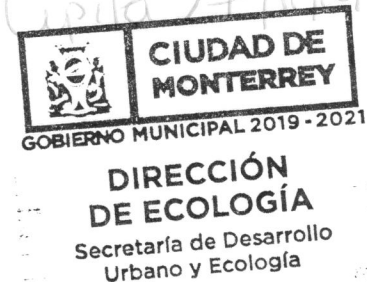 CIUDAD DE
MONTERREY
GOBIERNO MUNICIPAL 2019-2021
DIRECCIÓN
DE ECOLOGÍA
Secretaría de Desarrollo
Urbano y Ecología